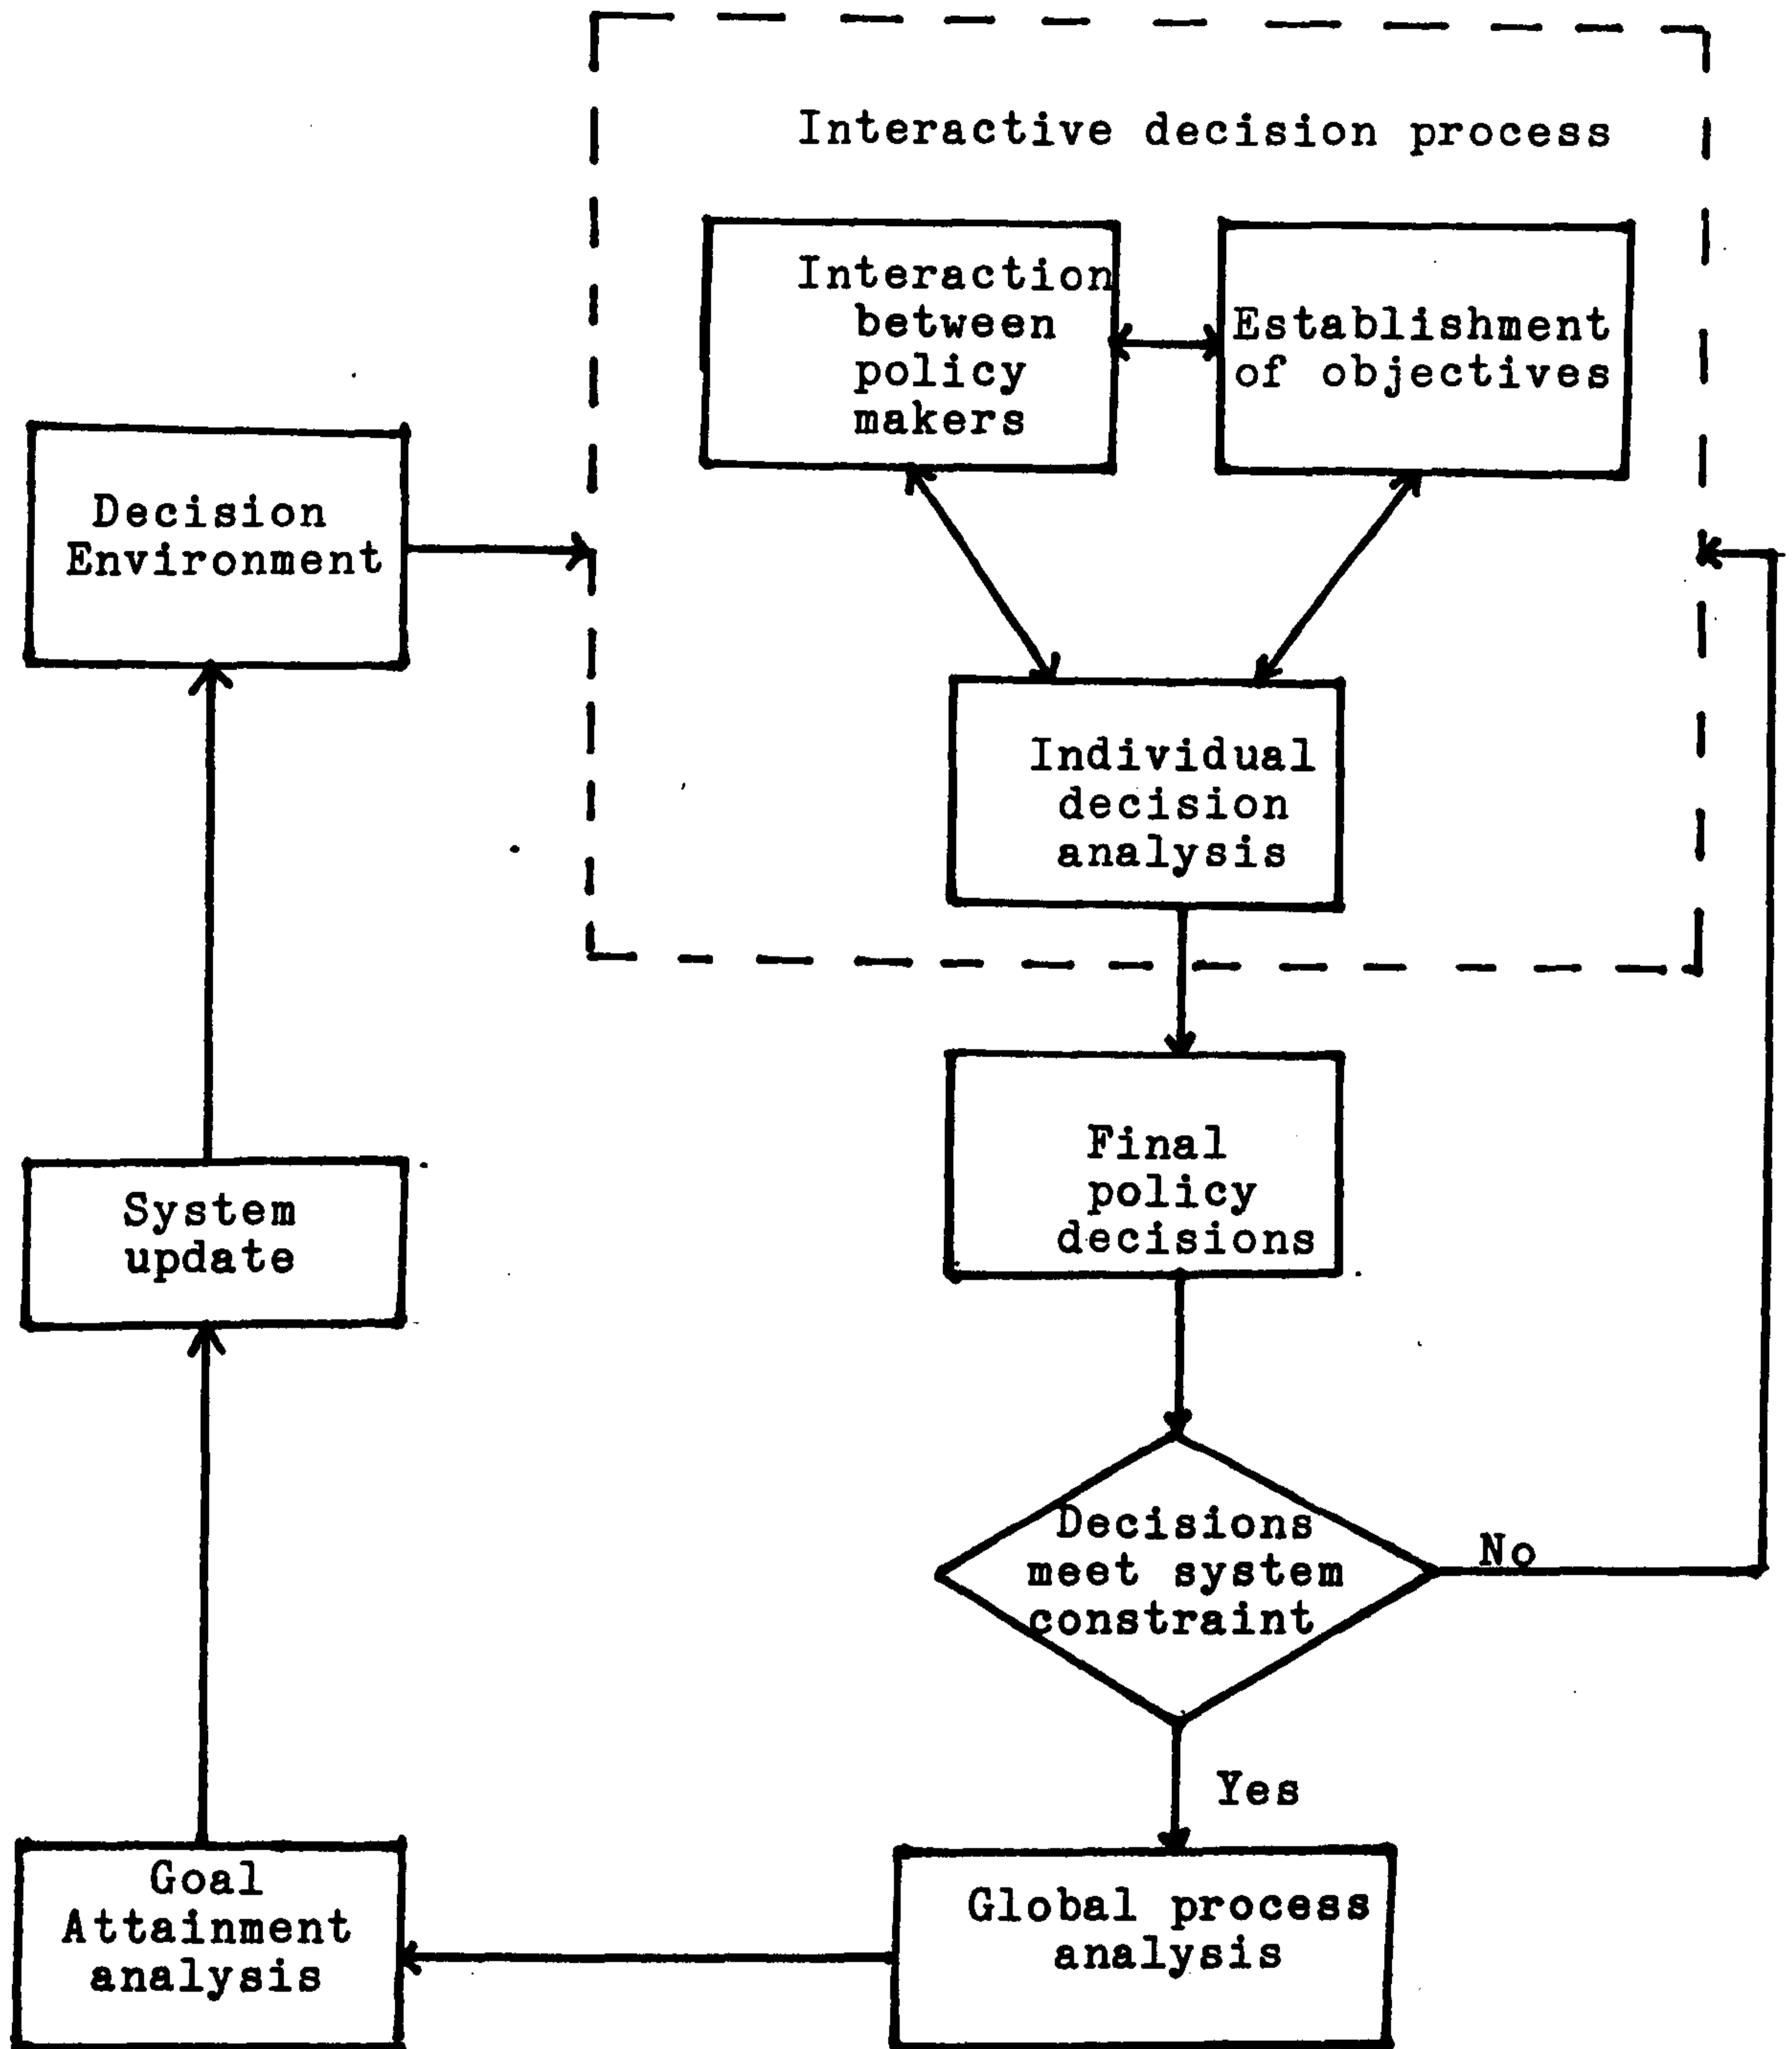 Interactive decision process
Interaction
between
policy
makers
Establishment
of objectives
Decision
Environment
Individual
decision
analysis
Final
policy
decisions
System
update
Decisions
meet system
constraint
No
Yes
Goal
Attainment
analysis
Global process
analysis